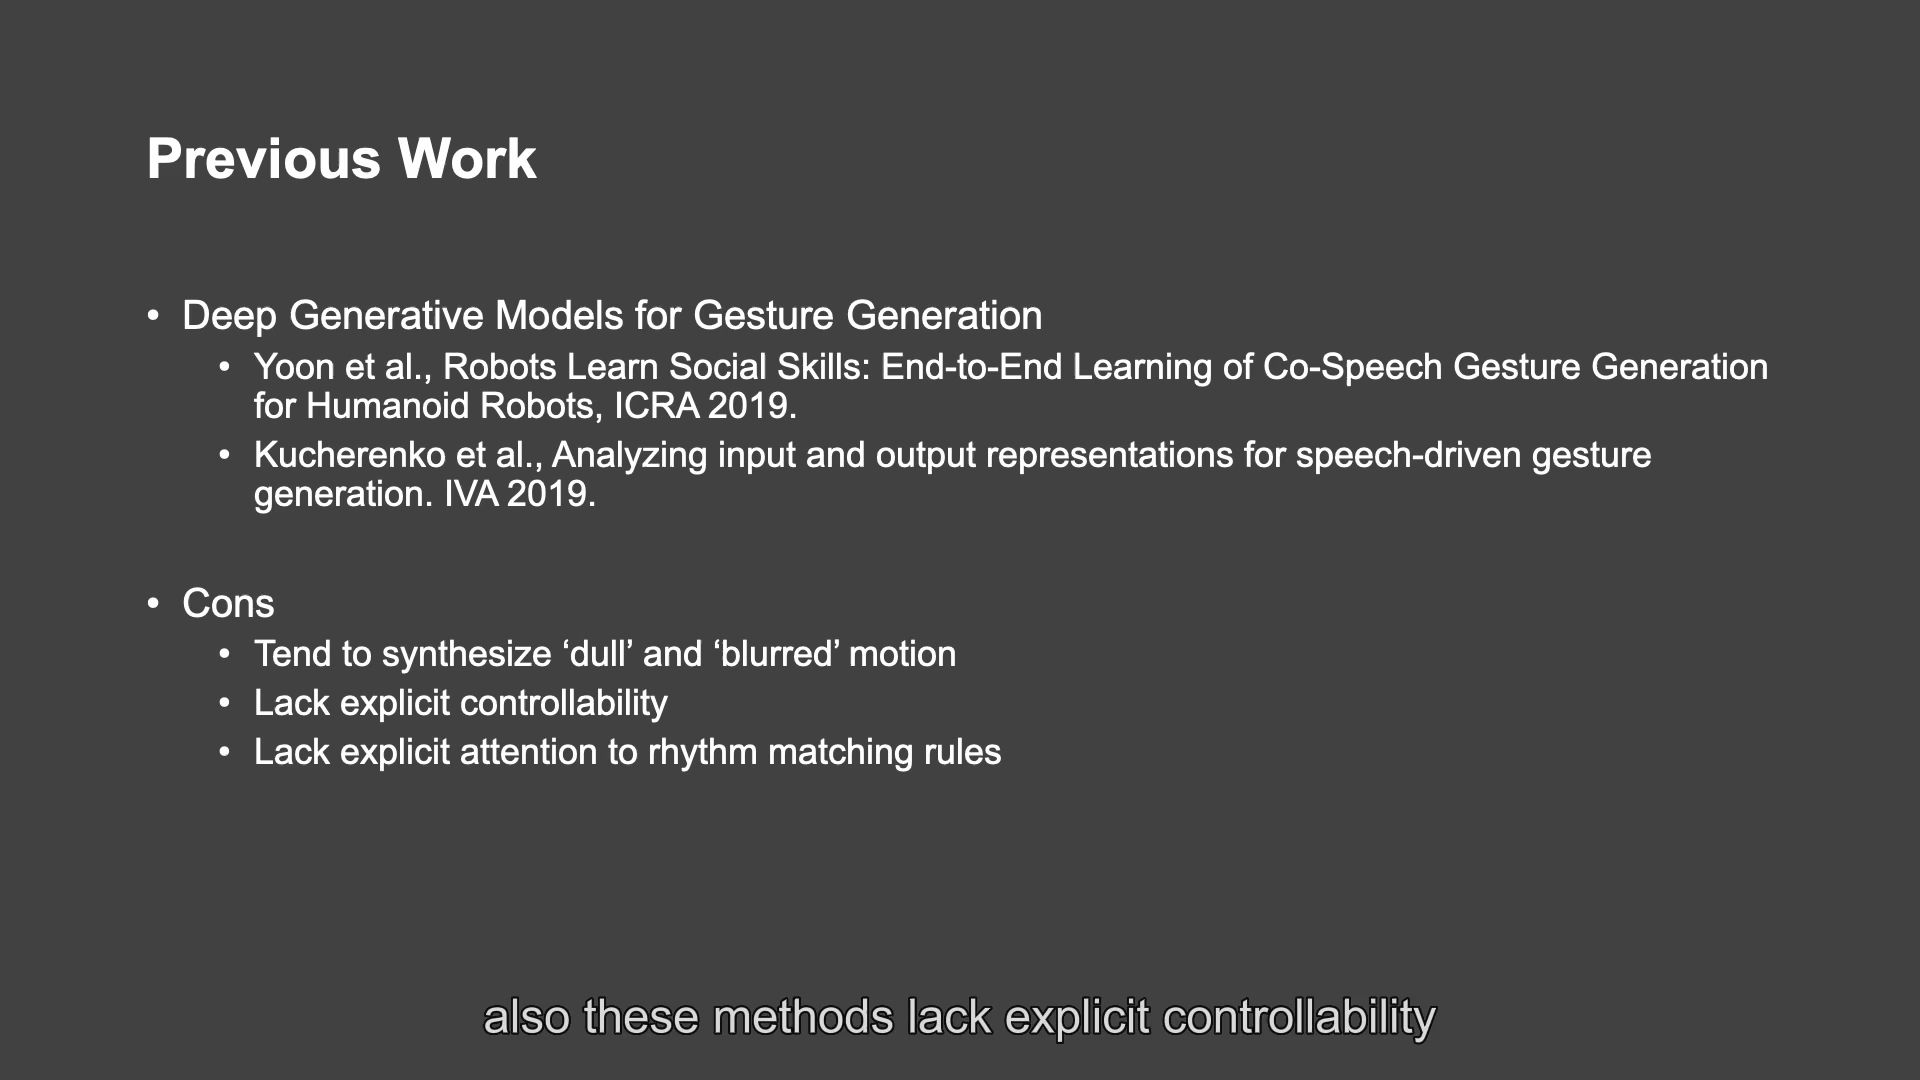 Previous Work
• Deep Generative Models for Gesture Generation
• Yoon et al., Robots Learn Social Skills: End-to-End Learning of Co-Speech Gesture Generation
for Humanoid Robots, ICRA 2019.
• Kucherenko et al., Analyzing input and output representations for speech-driven gesture
generation. IVA 2019.
• Cons
• Tend to synthesize ‘dull’ and ‘blurred’ motion
• Lack explicit controllability
• Lack explicit attention to rhythm matching rules
also these methods lack explicit controllability